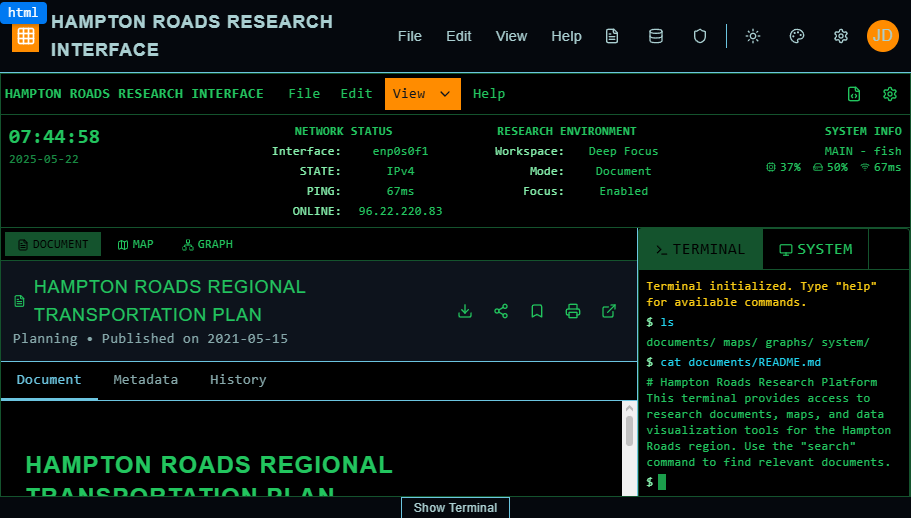 html
HAMPTON ROADS RESEARCH
INTERFACE
File Edit View Help
JD
HAMPTON ROADS RESEARCH INTERFACE File Edit View Help
07:44:58
2025-05-22
NETWORK STATUS
Interface: enp0s0f1
STATE: IPv4
PING: 67ms
ONLINE: 96.22.220.83
RESEARCH ENVIRONMENT
Workspace: Deep Focus
Mode: Document
Focus: Enabled
SYSTEM INFO
MAIN - fish
37% 50% 67ms
DOCUMENT MAP GRAPH
HAMPTON ROADS REGIONAL
TRANSPORTATION PLAN
Planning • Published on 2021-05-15
Document Metadata History
HAMPTON ROADS REGIONAL
TRANSPORTATION PLAN
>_ TERMINAL SYSTEM
Terminal initialized. Type "help"
for available commands.
$ ls
documents/ maps/ graphs/ system/
$ cat documents/README.md
# Hampton Roads Research Platform
This terminal provides access to
research documents, maps, and data
visualization tools for the Hampton
Roads region. Use the "search"
command to find relevant documents.
$
Show Terminal